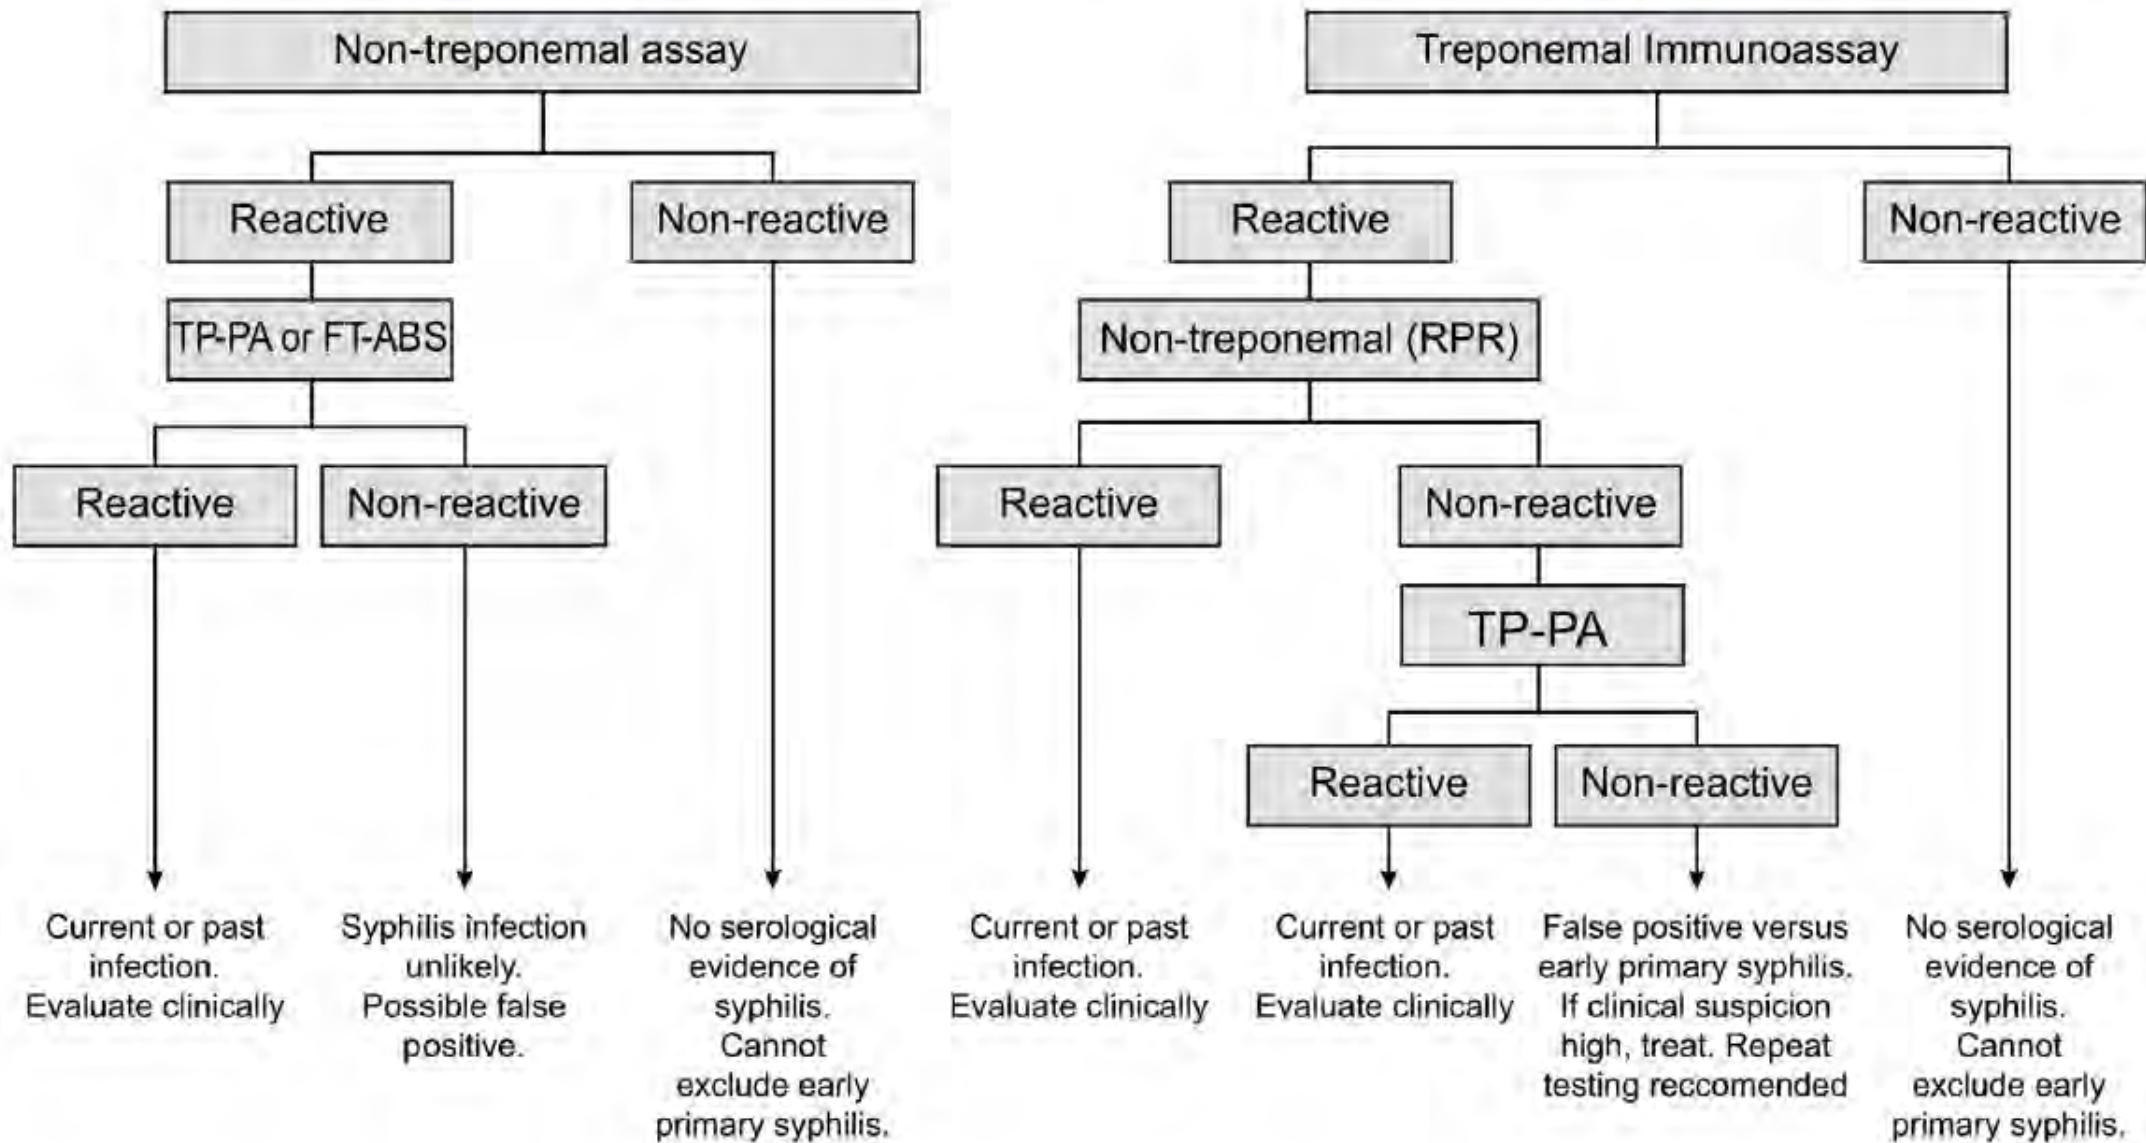 Non-treponemal assay
Treponemal Immunoassay
Reactive
Non-reactive
Reactive
Non-reactive
TP-PA or FT-ABS
Non-treponemal (RPR)
Reactive
Non-reactive
Reactive
Non-reactive
TP-PA
Reactive
Non-reactive
Current or past
infection.
Evaluate clinically
Syphilis infection
unlikely.
Possible false
positive.
No serological
evidence of
syphilis.
Cannot
exclude early
primary syphilis.
Current or past
infection.
Evaluate clinically
Current or past
infection.
Evaluate clinically
False positive versus
early primary syphilis.
If clinical suspicion
high, treat. Repeat
testing reccomended
No serological
evidence of
syphilis.
Cannot
exclude early
primary syphilis.